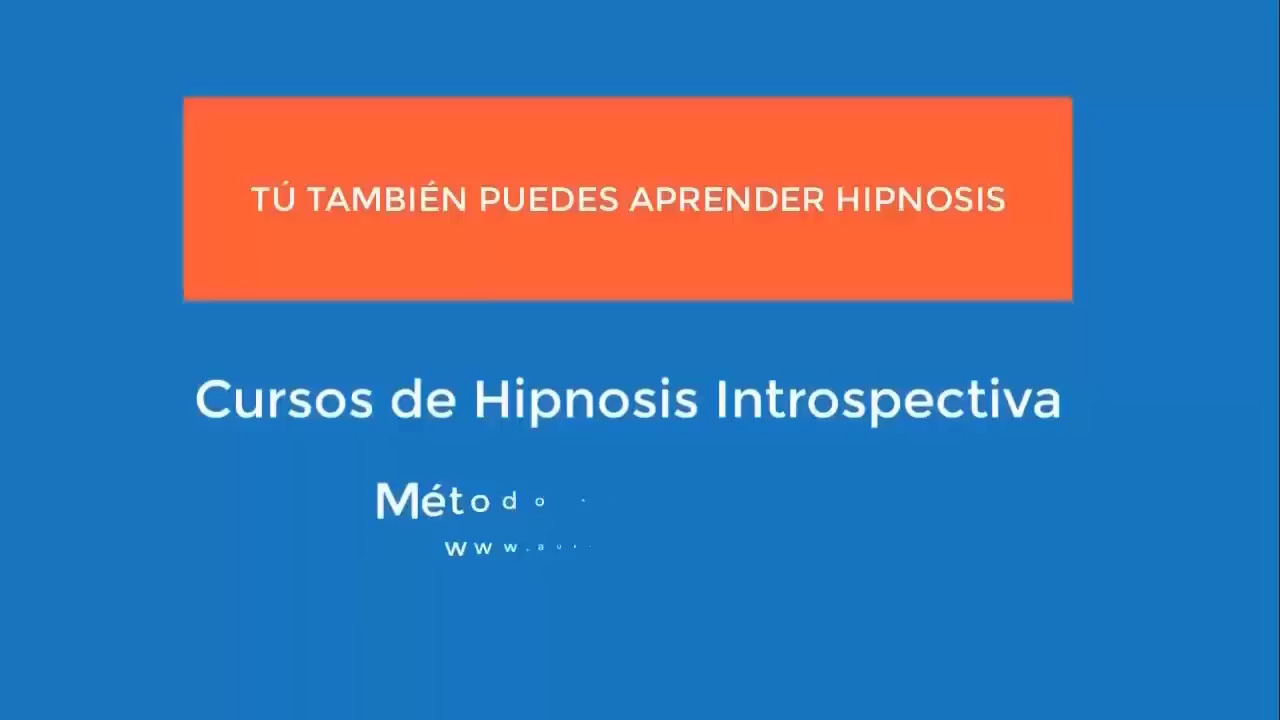 TÚ TAMBIÉN PUEDES APRENDER HIPNOSIS
Cursos de Hipnosis Introspectiva
Método